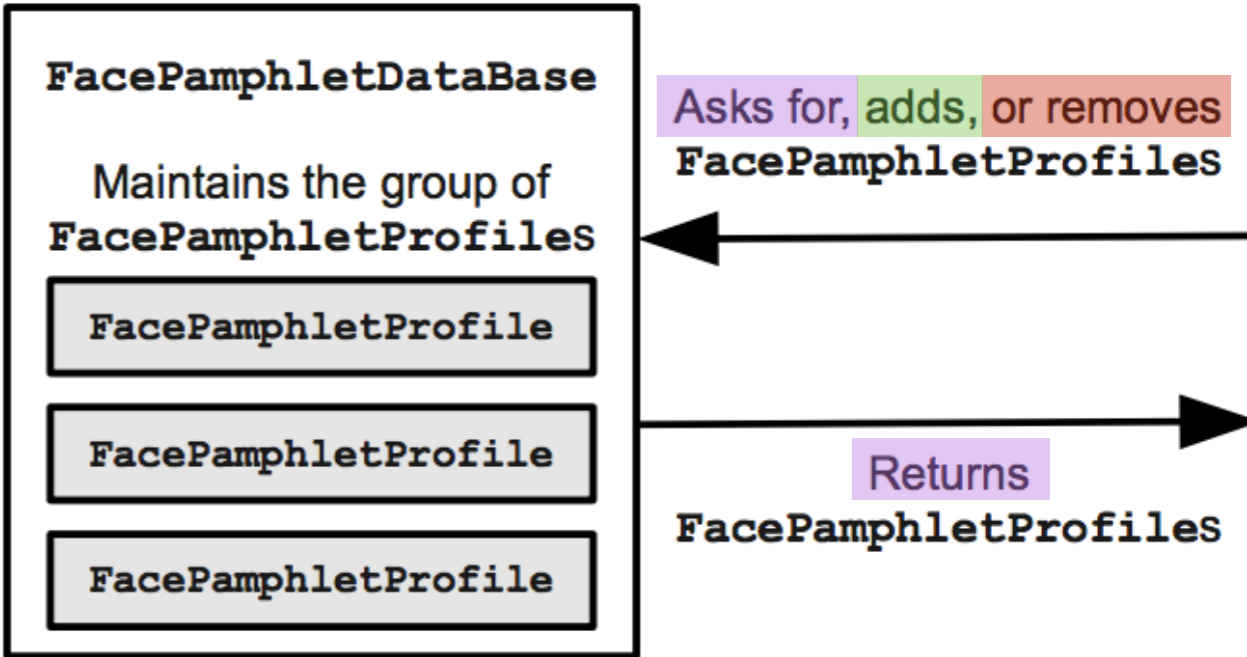 FacePamphletDataBase
Maintains the group of
FacePamphletProfiles
FacePamphletProfile
FacePamphletProfile
FacePamphletProfile
Asks for, adds, or removes
FacePamphletProfiles
Returns
FacePamphletProfiles